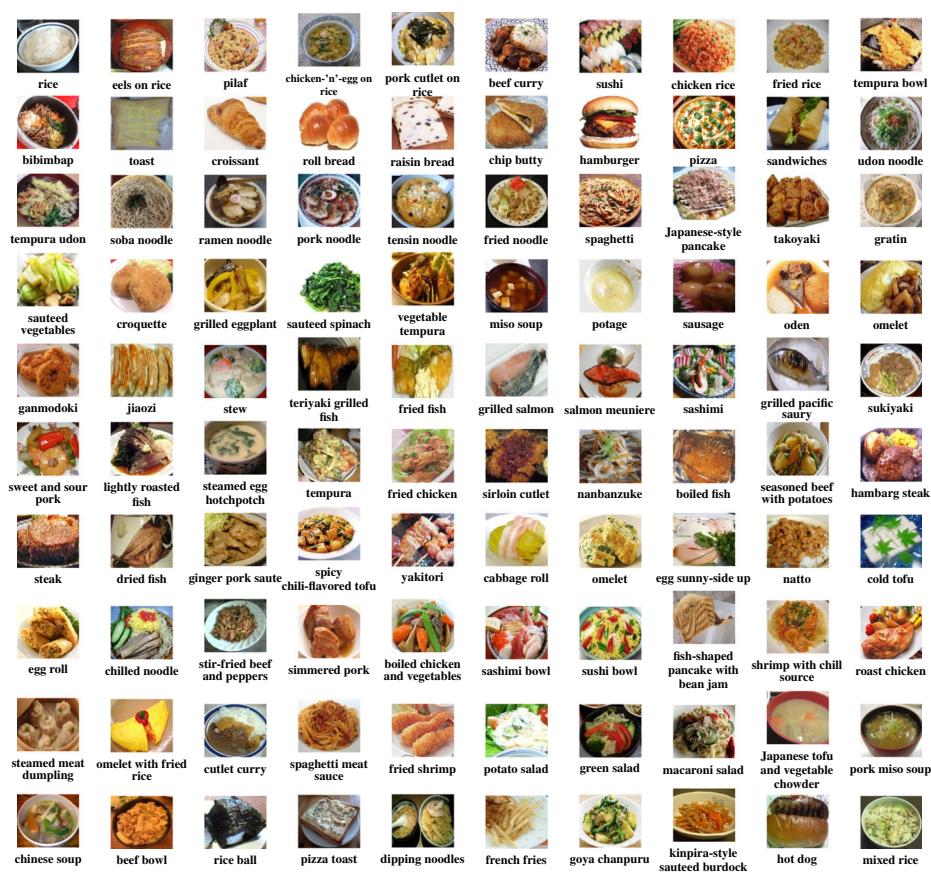 rice
eels on rice
pilaf
chicken-'n'-egg on
rice
pork cutlet on
rice
beef curry
sushi
chicken rice
fried rice
tempura bowl
bibimbap
toast
croissant
roll bread
raisin bread
chip butty
hamburger
pizza
sandwiches
udon noodle
tempura udon
soba noodle
ramen noodle
pork noodle
tensin noodle
fried noodle
spaghetti
Japanese-style
pancake
takoyaki
gratin
sauteed
vegetables
croquette
grilled eggplant
sauteed spinach
vegetable
tempura
miso soup
potage
sausage
oden
omelet
ganmodoki
jiaozi
stew
teriyaki grilled
fish
fried fish
grilled salmon
salmon meuniere
sashimi
grilled pacific
saury
sukiyaki
sweet and sour
pork
lightly roasted
fish
steamed egg
hotchpotch
tempura
fried chicken
sirloin cutlet
nanbanzuke
boiled fish
seasoned beef
with potatoes
hambarg steak
steak
dried fish
ginger pork saute
spicy
chili-flavored tofu
yakitori
cabbage roll
omelet
egg sunny-side up
natto
cold tofu
egg roll
chilled noodle
stir-fried beef
and peppers
simmered pork
boiled chicken
and vegetables
sashimi bowl
sushi bowl
fish-shaped
pancake with
bean jam
shrimp with chill
source
roast chicken
steamed meat
dumpling
omelet with fried
rice
cutlet curry
spaghetti meat
sauce
fried shrimp
potato salad
green salad
macaroni salad
Japanese tofu
and vegetable
chowder
pork miso soup
chinese soup
beef bowl
rice ball
pizza toast
dipping noodles
french fries
goya chanpuru
kinpira-style
sauteed burdock
hot dog
mixed rice